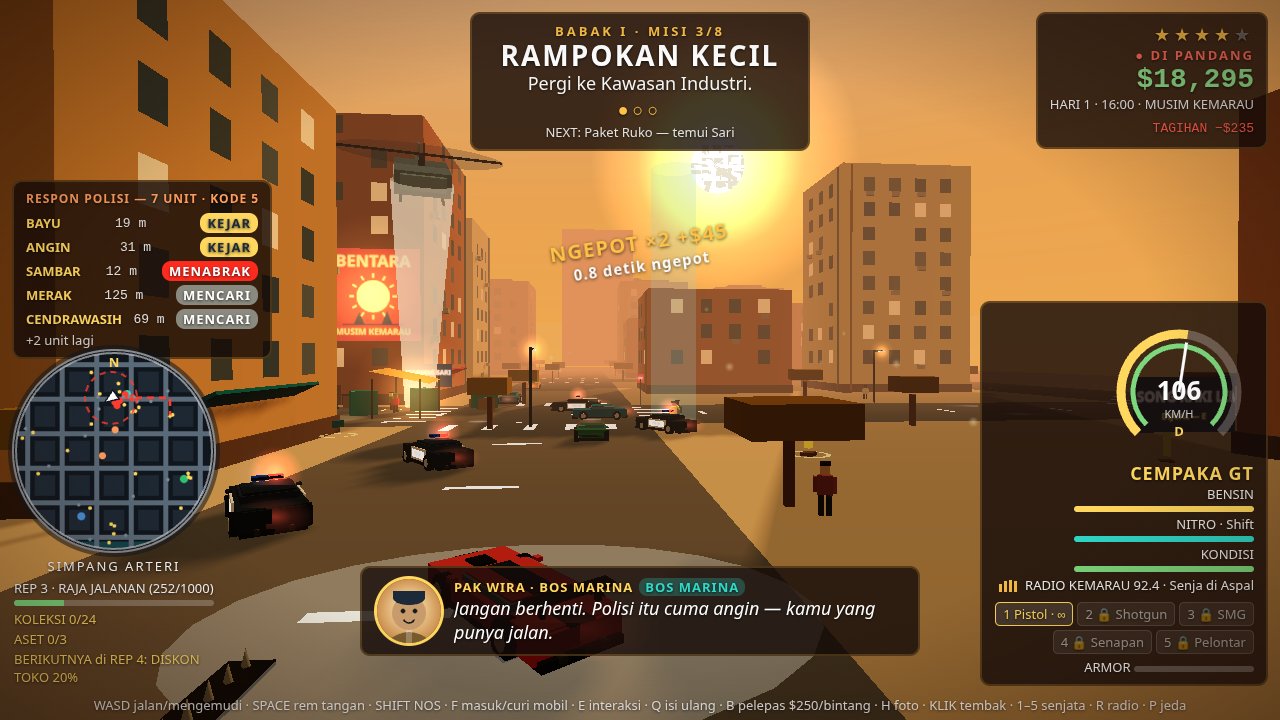 BABAK I · MISI 3/8
RAMPOKAN KECIL
Pergi ke Kawasan Industri.
NEXT: Paket Ruko — temui Sari
★★★★★
● DI PANDANG
$18,295
HARI 1 · 16:00 · MUSIM KEMARAU
TAGIHAN −$235
RESPON POLISI — 7 UNIT · KODE 5
BAYU 19 m KEJAR
ANGIN 31 m KEJAR
SAMBAR 12 m MENABRAK
MERAK 125 m MENCARI
CENDRAWASIH 69 m MENCARI
+2 unit lagi
BENTARA
MUSIM KEMARAU
NGEPOT ×2 +$45
0.8 detik ngepot
N
SIMPANG ARTERI
REP 3 · RAJA JALANAN (252/1000)
KOLEKSI 0/24
ASET 0/3
BERIKUTNYA di REP 4: DISKON
TOKO 20%
PAK WIRA · BOS MARINA BOS MARINA
Jangan berhenti. Polisi itu cuma angin — kamu yang
punya jalan.
106
KM/H
D
CEMPAKA GT
BENSIN
NITRO · Shift
KONDISI
RADIO KEMARAU 92.4 · Senja di Aspal
1 Pistol · ∞
2 🔒 Shotgun
3 🔒 SMG
4 🔒 Senapan
5 🔒 Pelontar
ARMOR
WASD jalan/mengemudi · SPACE rem tangan · SHIFT NOS · F masuk/curi mobil · E interaksi · Q isi ulang · B pelepas $250/bintang · H foto · KLIK tembak · 1–5 senjata · R radio · P jeda